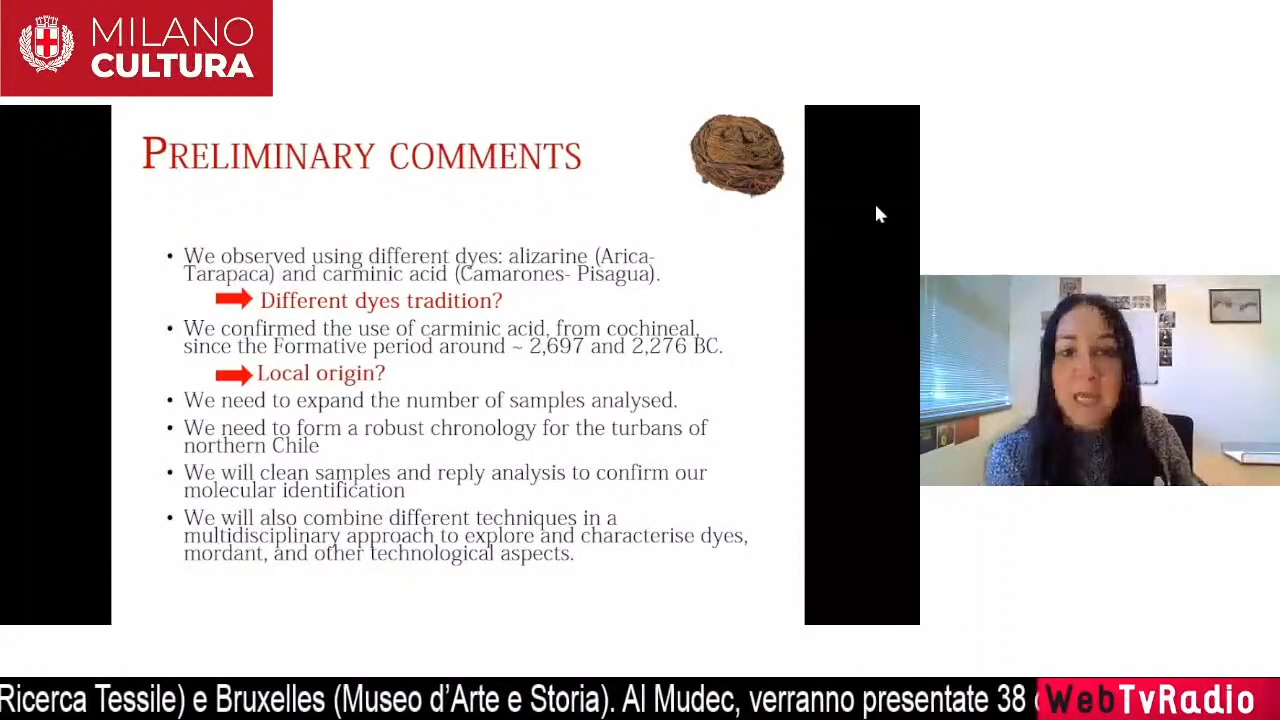 MILANO
CULTURA
PRELIMINARY COMMENTS
• We observed using different dyes: alizarine (Arica-
Tarapaca) and carminic acid (Camarones- Pisagua).
Different dyes tradition?
• We confirmed the use of carminic acid, from cochineal,
since the Formative period around ~ 2,697 and 2,276 BC.
Local origin?
• We need to expand the number of samples analysed.
• We need to form a robust chronology for the turbans of
northern Chile
• We will clean samples and reply analysis to confirm our
molecular identification
• We will also combine different techniques in a
multidisciplinary approach to explore and characterise dyes,
mordant, and other technological aspects.
Ricerca Tessile) e Bruxelles (Museo d'Arte e Storia). Al Mudec, verranno presentate 38
WebTvRadio